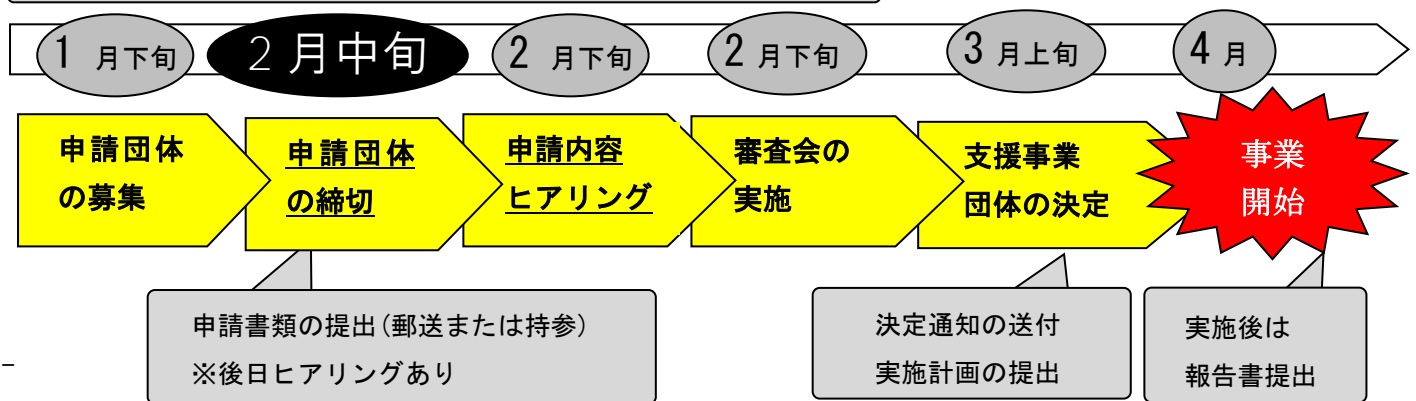 1 月下旬
2 月中旬
2 月下旬
2 月下旬
3 月上旬
4 月
申請団体
の募集
申請団体
の締切
申請内容
ヒアリング
審査会の
実施
支援事業
団体の決定
事業
開始
申請書類の提出(郵送または持参)
※後日ヒアリングあり
決定通知の送付
実施計画の提出
実施後は
報告書提出